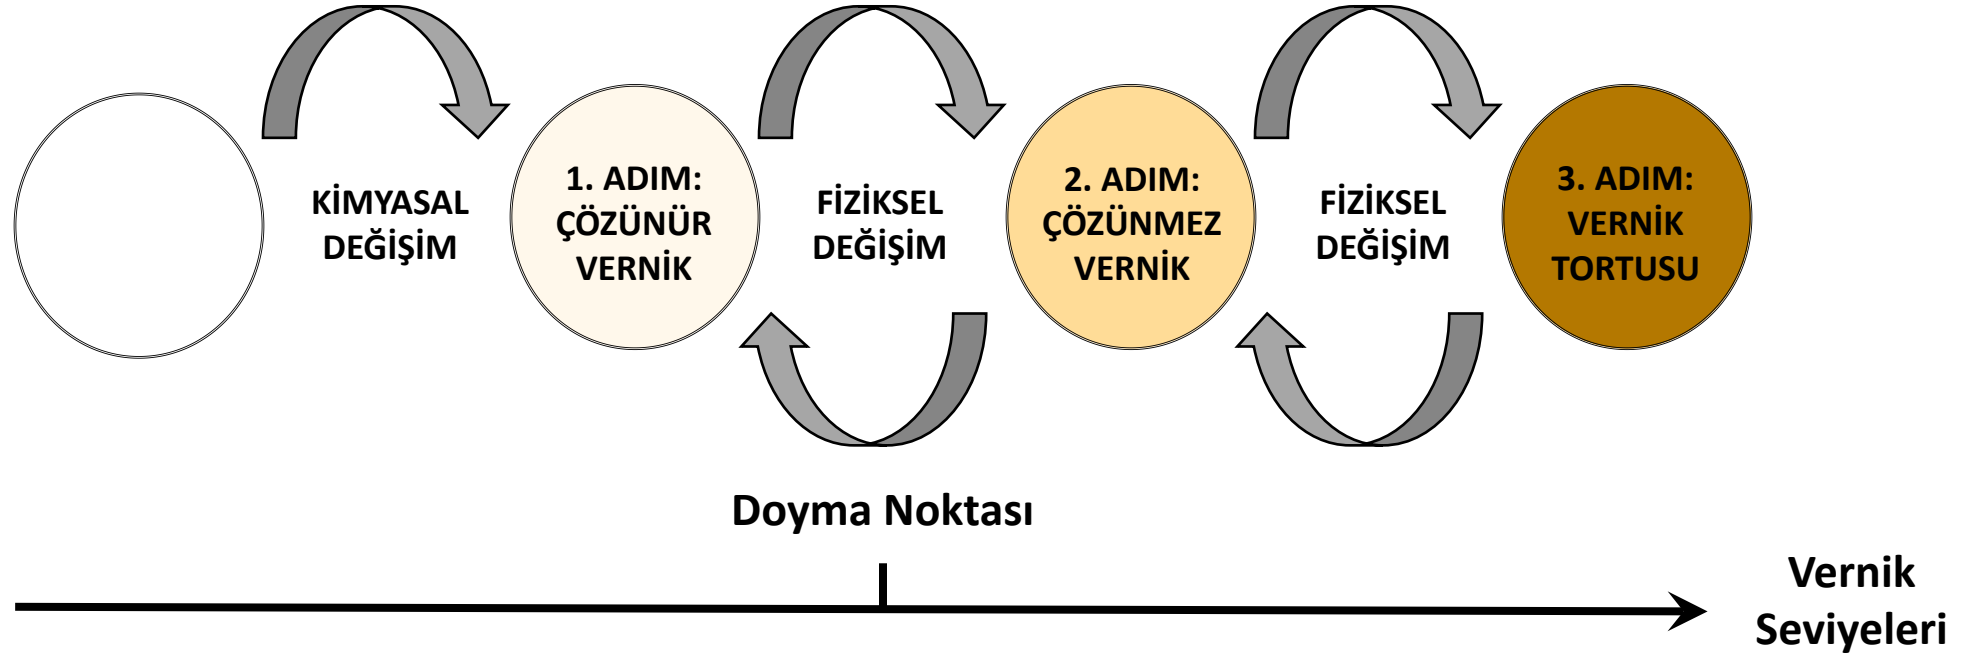 KİMYASAL
DEĞİŞİM
1. ADIM:
ÇÖZÜNÜR
VERNİK
FİZİKSEL
DEĞİŞİM
2. ADIM:
ÇÖZÜNMEZ
VERNİK
FİZİKSEL
DEĞİŞİM
3. ADIM:
VERNİK
TORTUSU
Doyma Noktası
Vernik
Seviyeleri